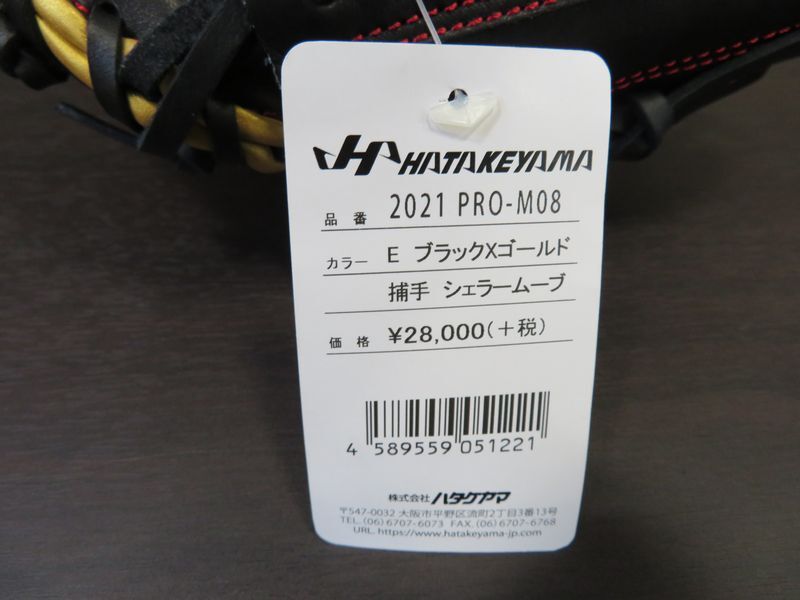 HATAKEYAMA
品番 2021 PRO-M08
カラー E ブラックXゴールド
捕手 シェラームーブ
価格 ¥28,000(+税)
4 589559 051221
株式会社 ハタケヤマ
〒547-0032 大阪市平野区流町2丁目3番13号
TEL.(06)6707-6073 FAX.(06)6707-6768
URL. https://www.hatakeyama-jp.com